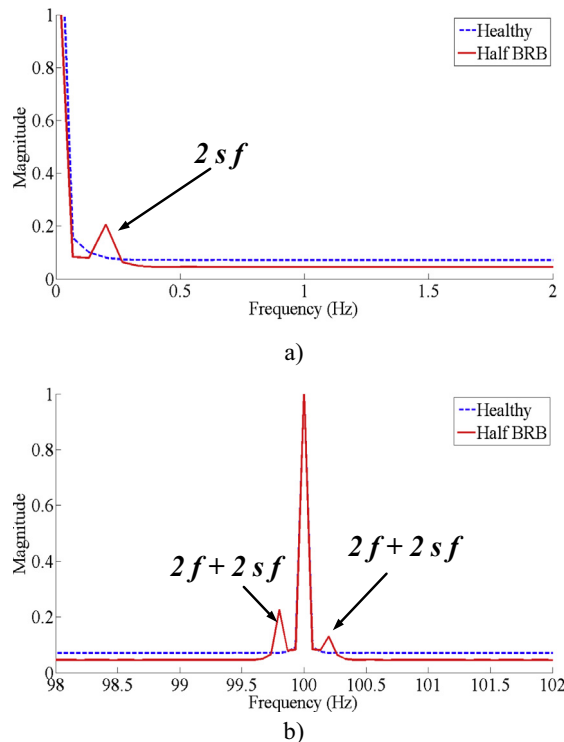 1
0.8
0.6
0.4
0.2
0
Magnitude
Healthy
Half BRB
2 s f
0 0.5 1 1.5 2
Frequency (Hz)
a)
1
0.8
0.6
0.4
0.2
0
Magnitude
Healthy
Half BRB
2 f + 2 s f
2 f + 2 s f
98 98.5 99 99.5 100 100.5 101 101.5 102
Frequency (Hz)
b)